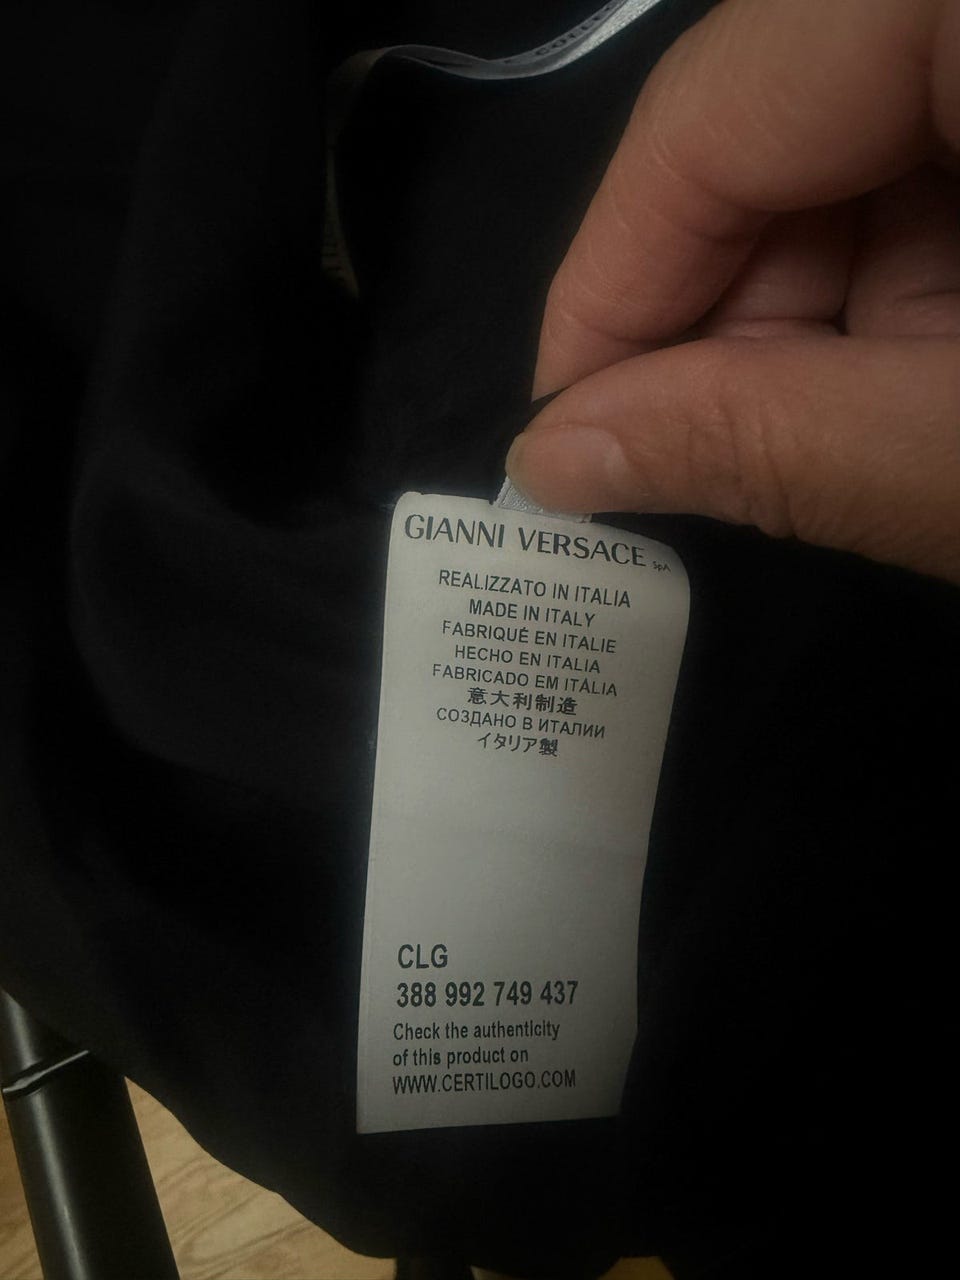 COLLEC
GIANNI VERSACE SpA
REALIZZATO IN ITALIA
MADE IN ITALY
FABRIQUÉ EN ITALIE
HECHO EN ITALIA
FABRICADO EM ITÁLIA
意大利制造
СОЗДАНО В ИТАЛИИ
イタリア製
CLG
388 992 749 437
Check the authenticity
of this product on
WWW.CERTILOGO.COM